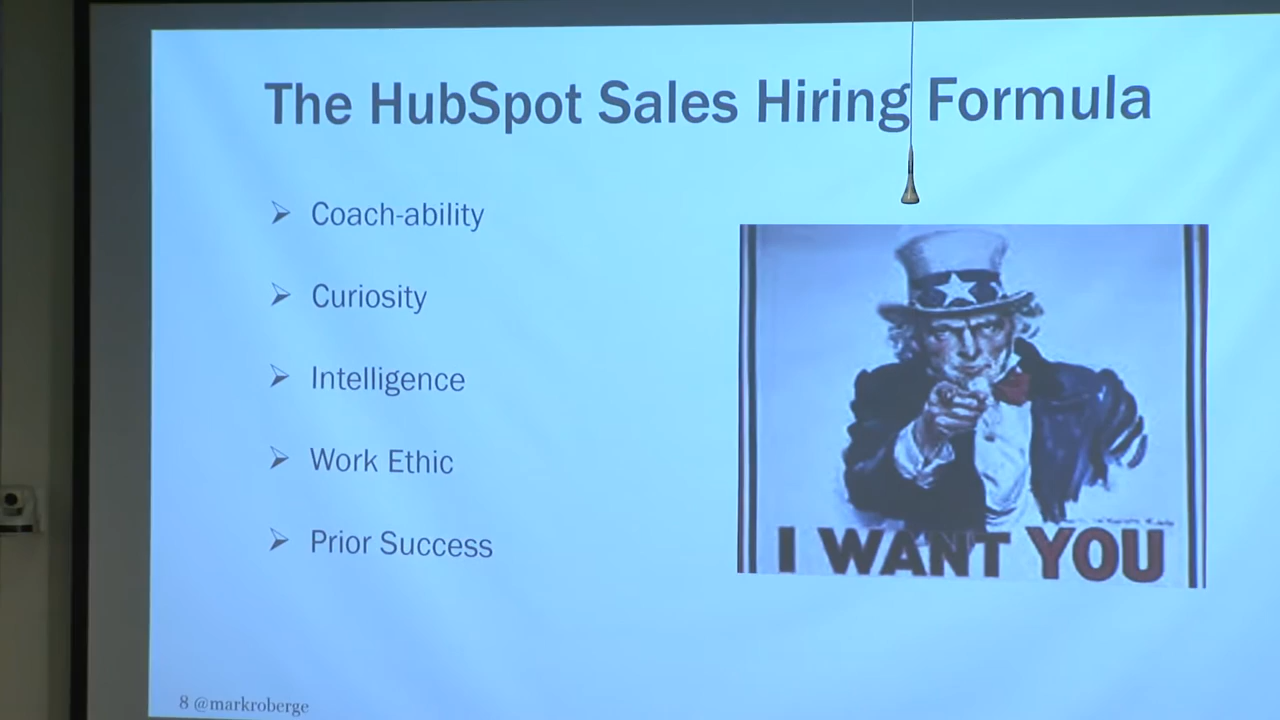 The HubSpot Sales Hiring Formula
Coach-ability
Curiosity
Intelligence
Work Ethic
Prior Success
I WANT YOU
8 @markroberge